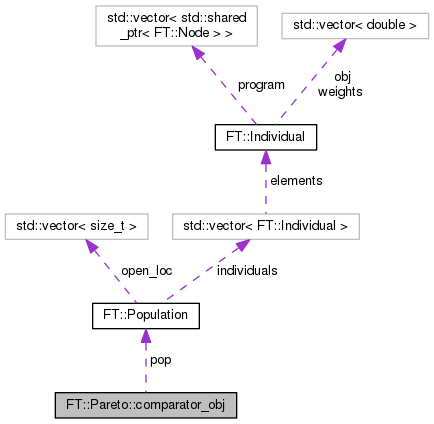 std::vector< std::shared
_ptr< FT::Node > >
std::vector< double >
program
obj
weights
FT::Individual
elements
std::vector< size_t >
std::vector< FT::Individual >
open_loc
individuals
FT::Population
pop
FT::Pareto::comparator_obj